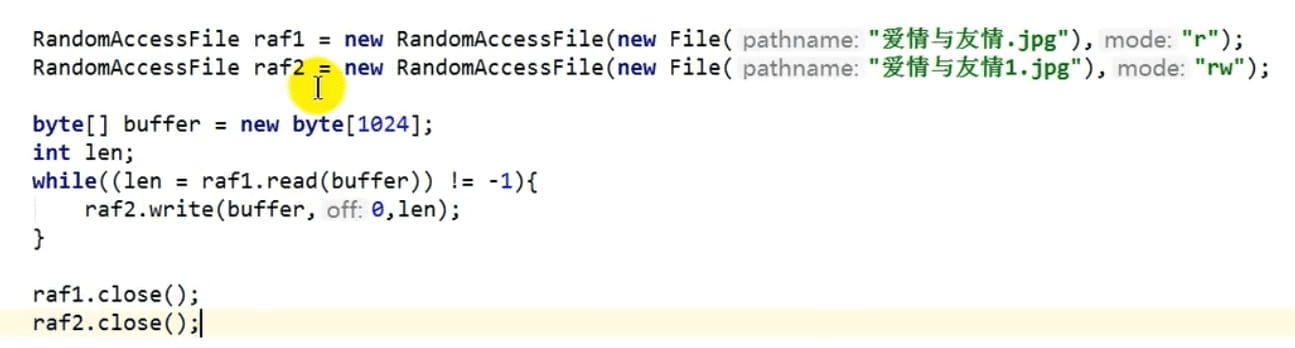 RandomAccessFile raf1 = new RandomAccessFile(new File( pathname: "爱情与友情.jpg"), mode: "r");
RandomAccessFile raf2 = new RandomAccessFile(new File( pathname: "爱情与友情1.jpg"), mode: "rw");
byte[] buffer = new byte[1024];
int len;
while((len = raf1.read(buffer)) != -1){
raf2.write(buffer, off: 0,len);
}
raf1.close();
raf2.close();